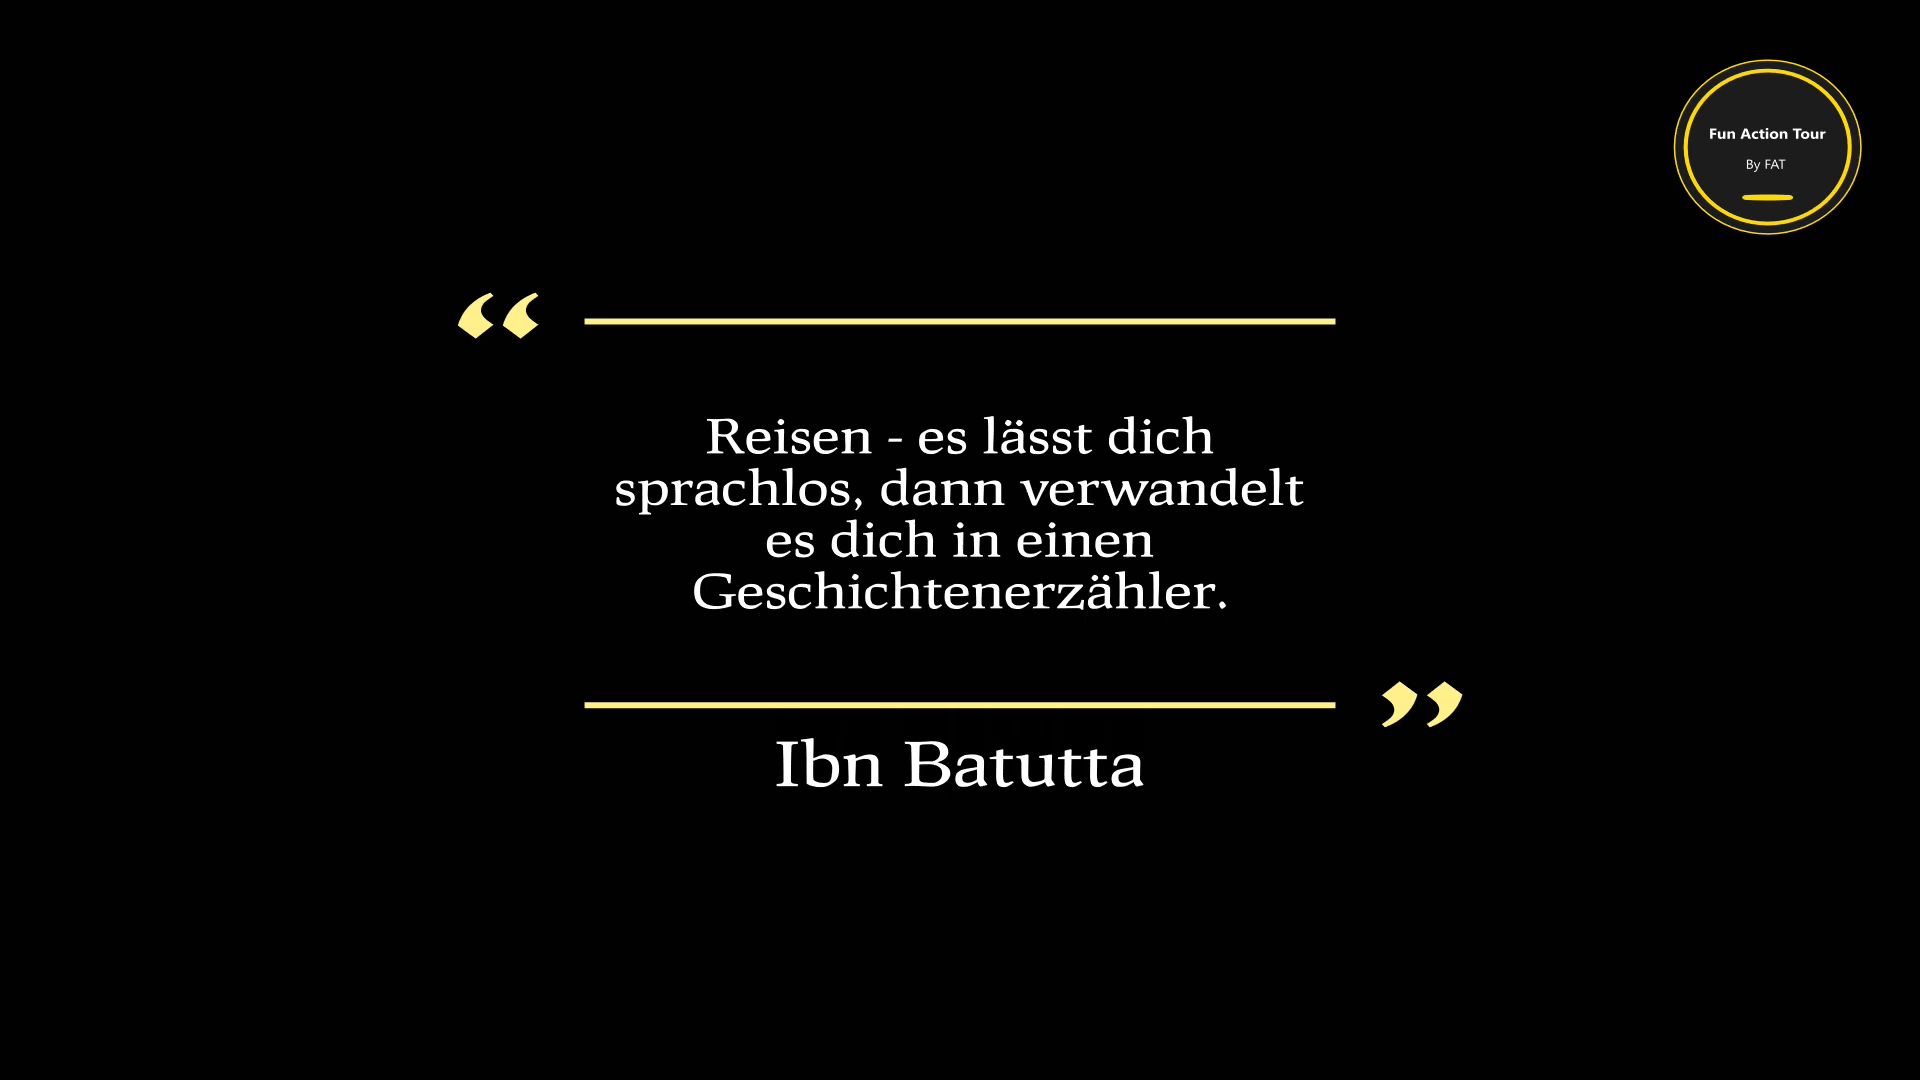 Fun Action Tour
By FAT
“
Reisen - es lässt dich
sprachlos, dann verwandelt
es dich in einen
Geschichtenerzähler.
”
Ibn Batutta